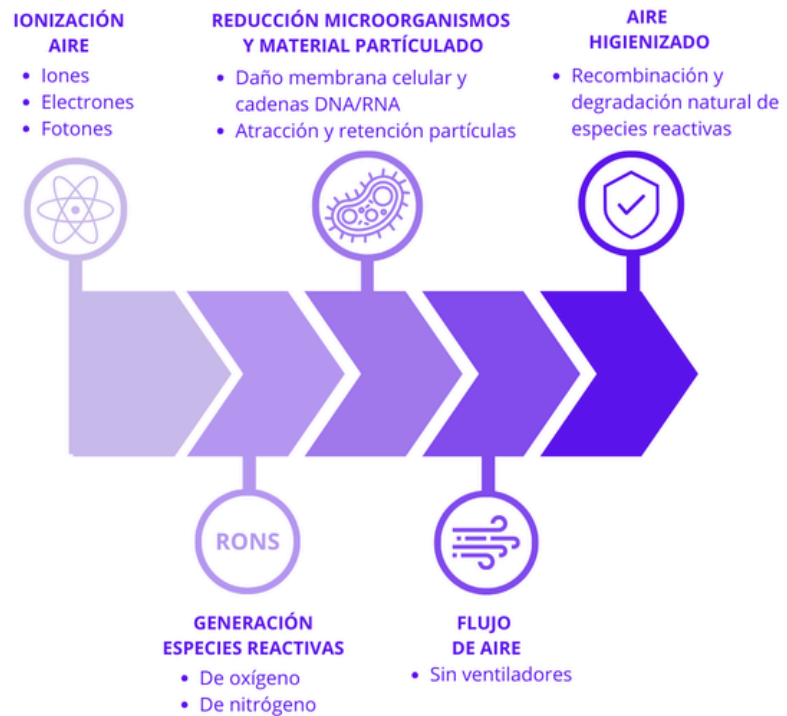 IONIZACIÓN
AIRE
• Iones
• Electrones
• Fotones
REDUCCIÓN MICROORGANISMOS
Y MATERIAL PARTÍCULADO
• Daño membrana celular y
cadenas DNA/RNA
• Atracción y retención partículas
AIRE
HIGIENIZADO
• Recombinación y
degradación natural de
especies reactivas
RONS
GENERACIÓN
ESPECIES REACTIVAS
• De oxígeno
• De nitrógeno
FLUJO
DE AIRE
• Sin ventiladores